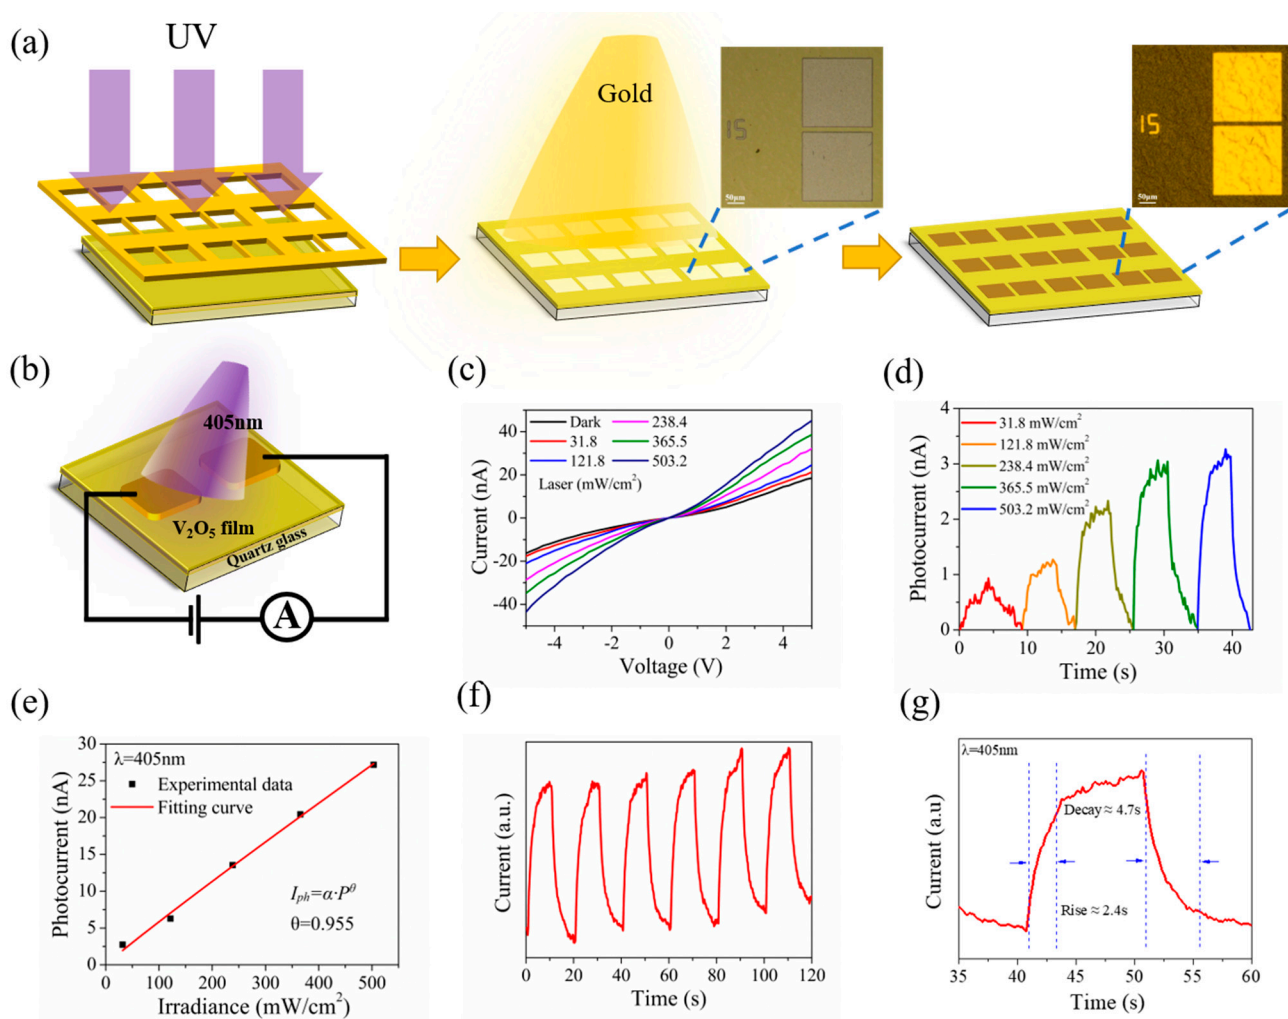 (a)
UV
Gold
15
50μm
15
50μm
(b)
405nm
V₂O₅ film
Quartz glass
A
(c)
Current (nA)
40
20
0
-20
-40
Dark
31.8
121.8
238.4
365.5
503.2
Laser (mW/cm²)
-4
-2
0
2
4
Voltage (V)
(d)
Photocurrent (nA)
4
3
2
1
0
31.8 mW/cm²
121.8 mW/cm²
238.4 mW/cm²
365.5 mW/cm²
503.2 mW/cm²
0
10
20
30
40
Time (s)
(e)
Photocurrent (nA)
30
25
20
15
10
5
0
λ=405nm
Experimental data
Fitting curve
Iₚₕ=α·P^θ
θ=0.955
0
100
200
300
400
500
Irradiance (mW/cm²)
(f)
Current (a.u.)
0
20
40
60
80
100
120
Time (s)
(g)
Current (a.u)
λ=405nm
Decay ≈ 4.7s
Rise ≈ 2.4s
35
40
45
50
55
60
Time (s)